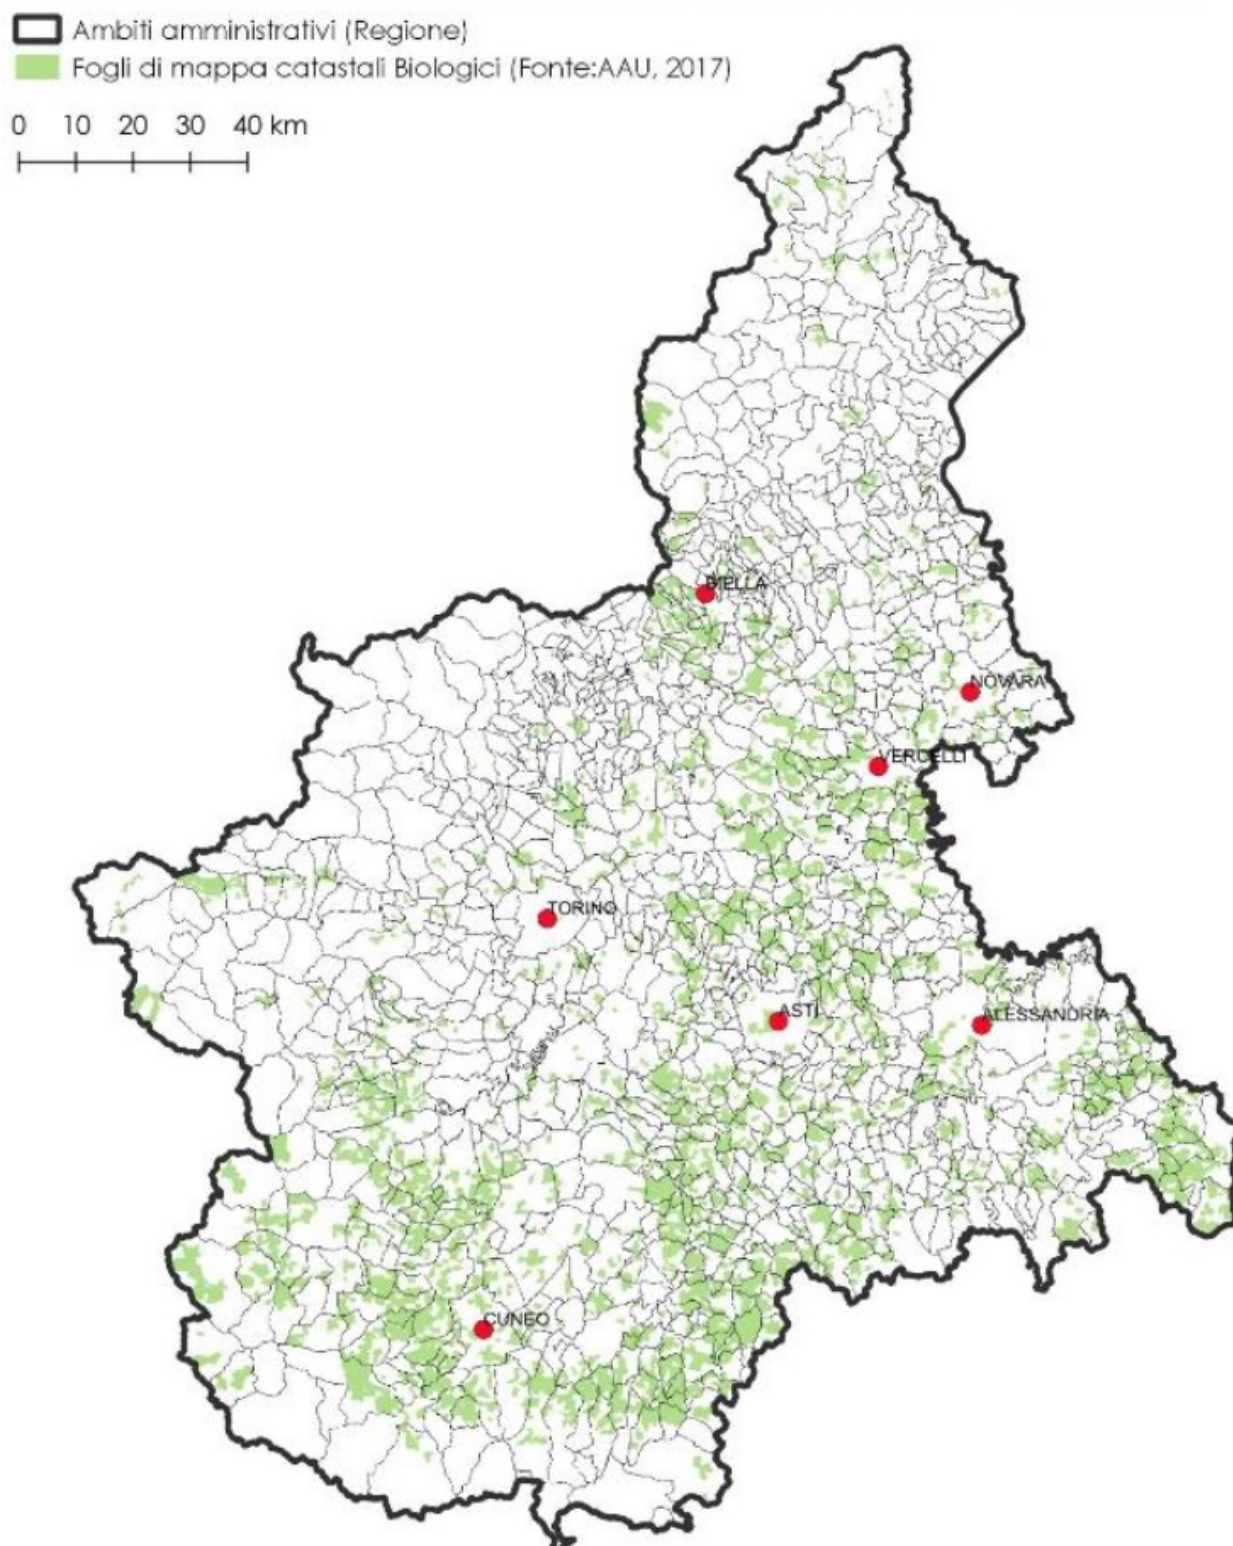 Ambiti amministrativi (Regione)
Fogli di mappa catastali Biologici (Fonte:AAU, 2017)
0 10 20 30 40 km
BIELLA
NOVARA
VERCELLI
TORINO
ASTI
ALESSANDRIA
CUNEO